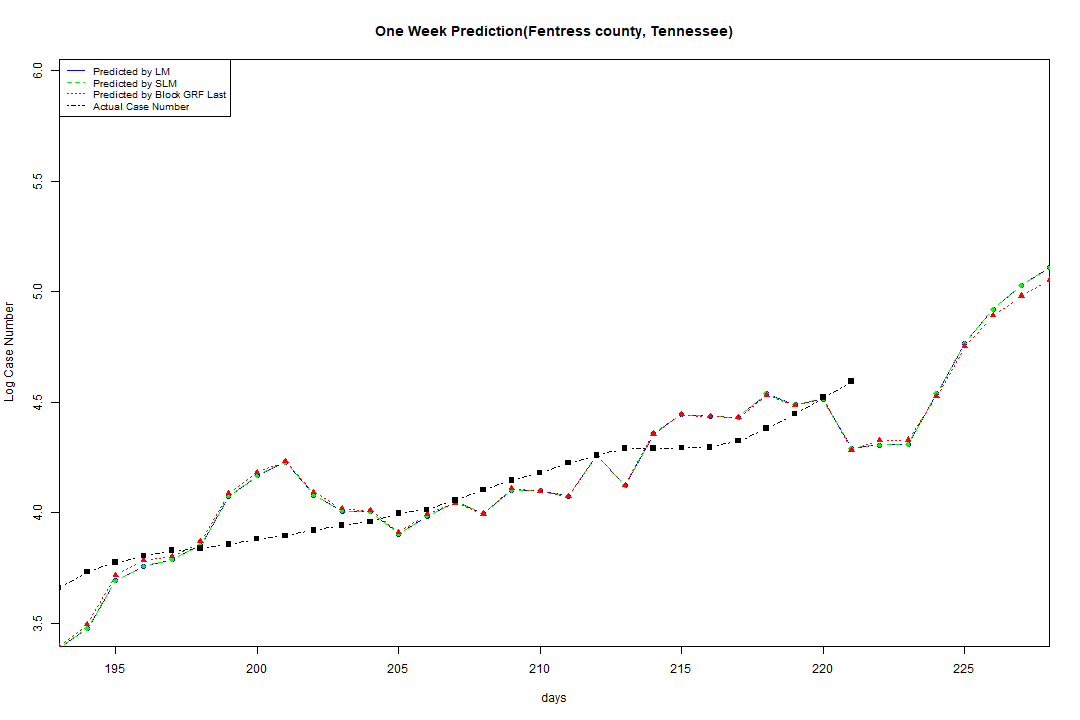 One Week Prediction(Fentress county, Tennessee)
Predicted by LM
Predicted by SLM
Predicted by Block GRF Last
Actual Case Number
6.0
5.5
5.0
4.5
4.0
3.5
Log Case Number
195 200 205 210 215 220 225
days